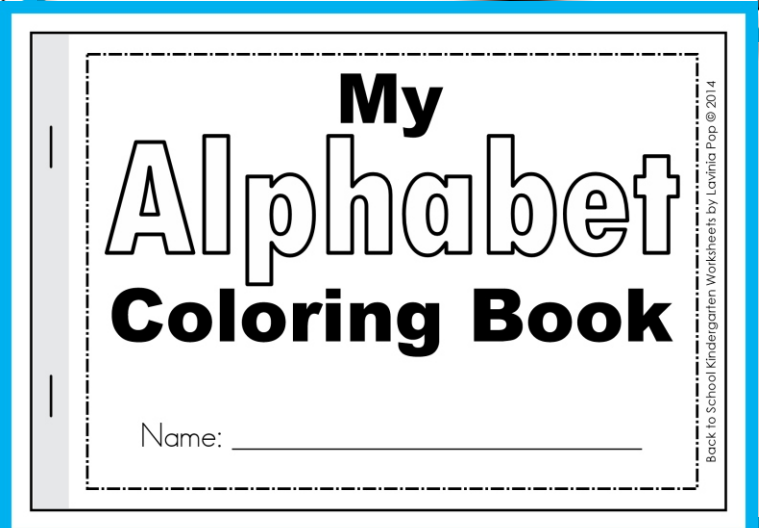 My
Alphabet
Coloring Book
Name:
Back to School Kindergarten Worksheets by Lavinia Pop © 2014